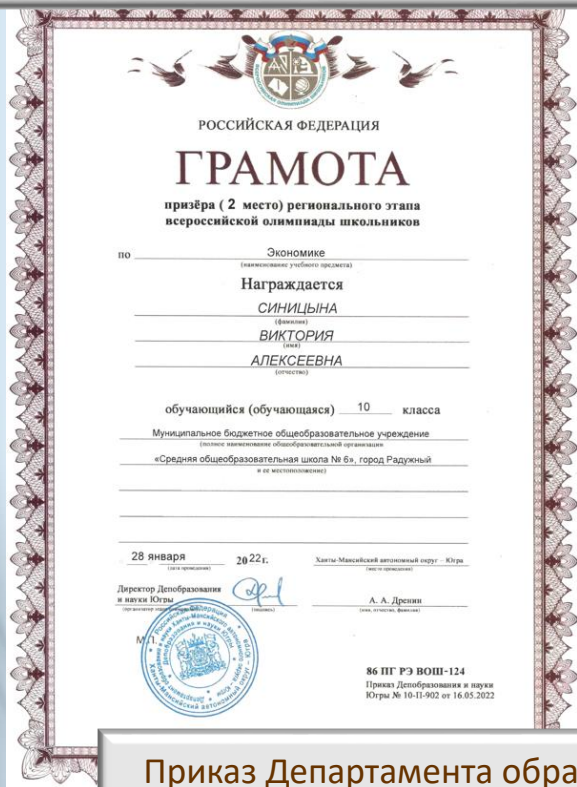 РОССИЙСКАЯ ФЕДЕРАЦИЯ
ГРАМОТА
призёра ( 2 место) регионального этапа
всероссийской олимпиады школьников
по Экономике
(наименование учебного предмета)
Награждается
СИНИЦЫНА
(фамилия)
ВИКТОРИЯ
(имя)
АЛЕКСЕЕВНА
(отчество)
обучающийся (обучающаяся) 10 класса
Муниципальное бюджетное общеобразовательное учреждение
(полное наименование общеобразовательной организации
«Средняя общеобразовательная школа № 6», город Радужный
и ее местоположение)
28 января 2022г. Ханты-Мансийский автономный округ – Югра
(дата проведения) (место проведения)
Директор Депобразования
и науки Югры А. А. Дренин
(подпись) (имя, отчество, фамилия)
М.П.
86 ПГ РЭ ВОШ-124
Приказ Депобразования и науки
Югры № 10-П-902 от 16.05.2022
Приказ Департамента обра